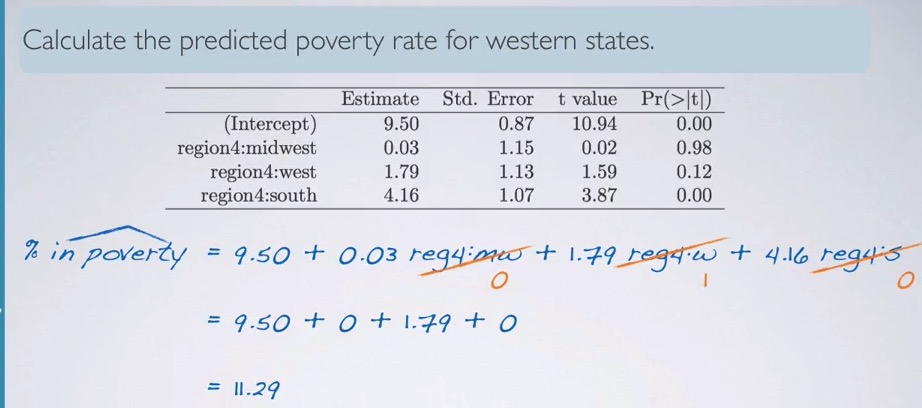 Calculate the predicted poverty rate for western states.
Estimate Std. Error t value Pr(>|t|)
(Intercept) 9.50 0.87 10.94 0.00
region4:midwest 0.03 1.15 0.02 0.98
region4:west 1.79 1.13 1.59 0.12
region4:south 4.16 1.07 3.87 0.00
% in poverty = 9.50 + 0.03 reg4:mw + 1.79 reg4:w + 4.16 reg4:s
0 1 0
= 9.50 + 0 + 1.79 + 0
= 11.29